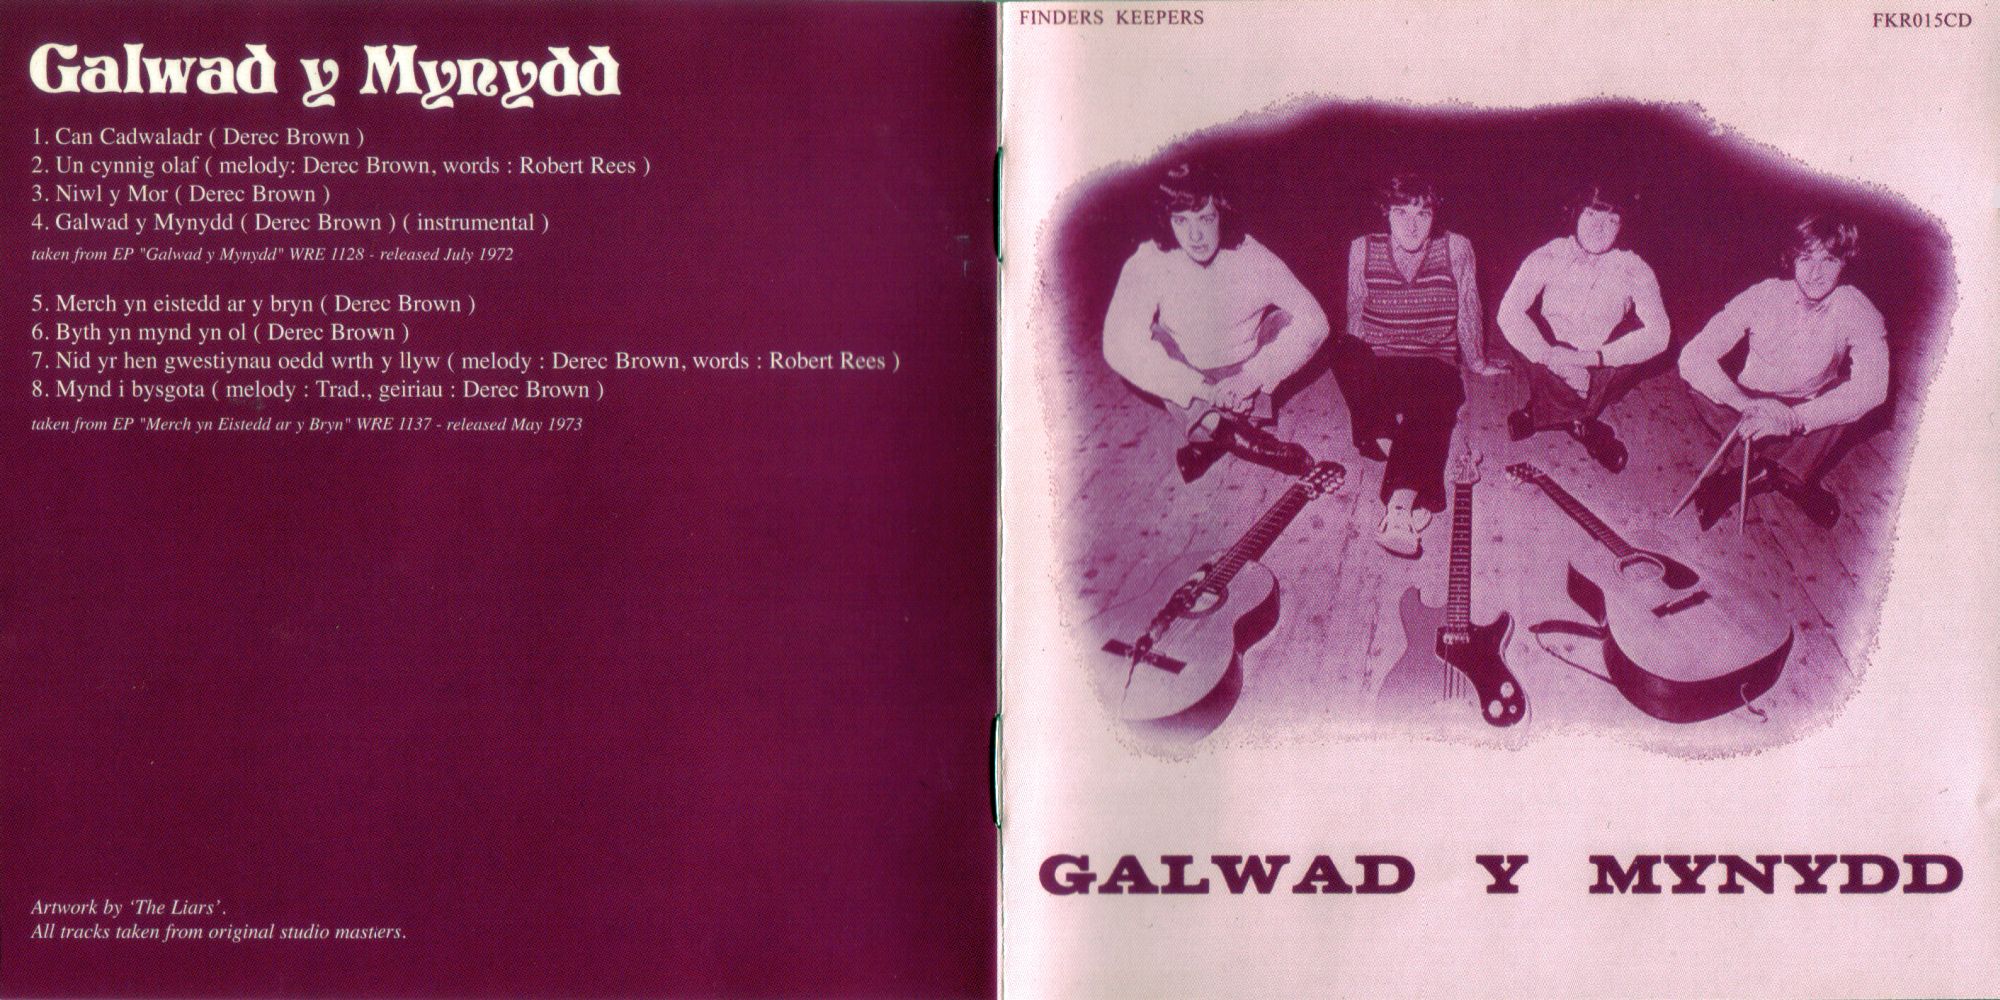 Galwad y Mynydd
1. Can Cadwaladr ( Derec Brown )
2. Un cynnig olaf ( melody: Derec Brown, words : Robert Rees )
3. Niwl y Mor ( Derec Brown )
4. Galwad y Mynydd ( Derec Brown ) ( instrumental )
taken from EP "Galwad y Mynydd" WRE 1128 - released July 1972
5. Merch yn eistedd ar y bryn ( Derec Brown )
6. Byth yn mynd yn ol ( Derec Brown )
7. Nid yr hen gwestiynau oedd wrth y llyw ( melody : Derec Brown, words : Robert Rees )
8. Mynd i bysgota ( melody : Trad., geiriau : Derec Brown )
taken from EP "Merch yn Eistedd ar y Bryn" WRE 1137 - released May 1973
Artwork by ‘The Liars’.
All tracks taken from original studio masters.
FINDERS KEEPERS
FKR015CD
GALWAD Y MYNYDD